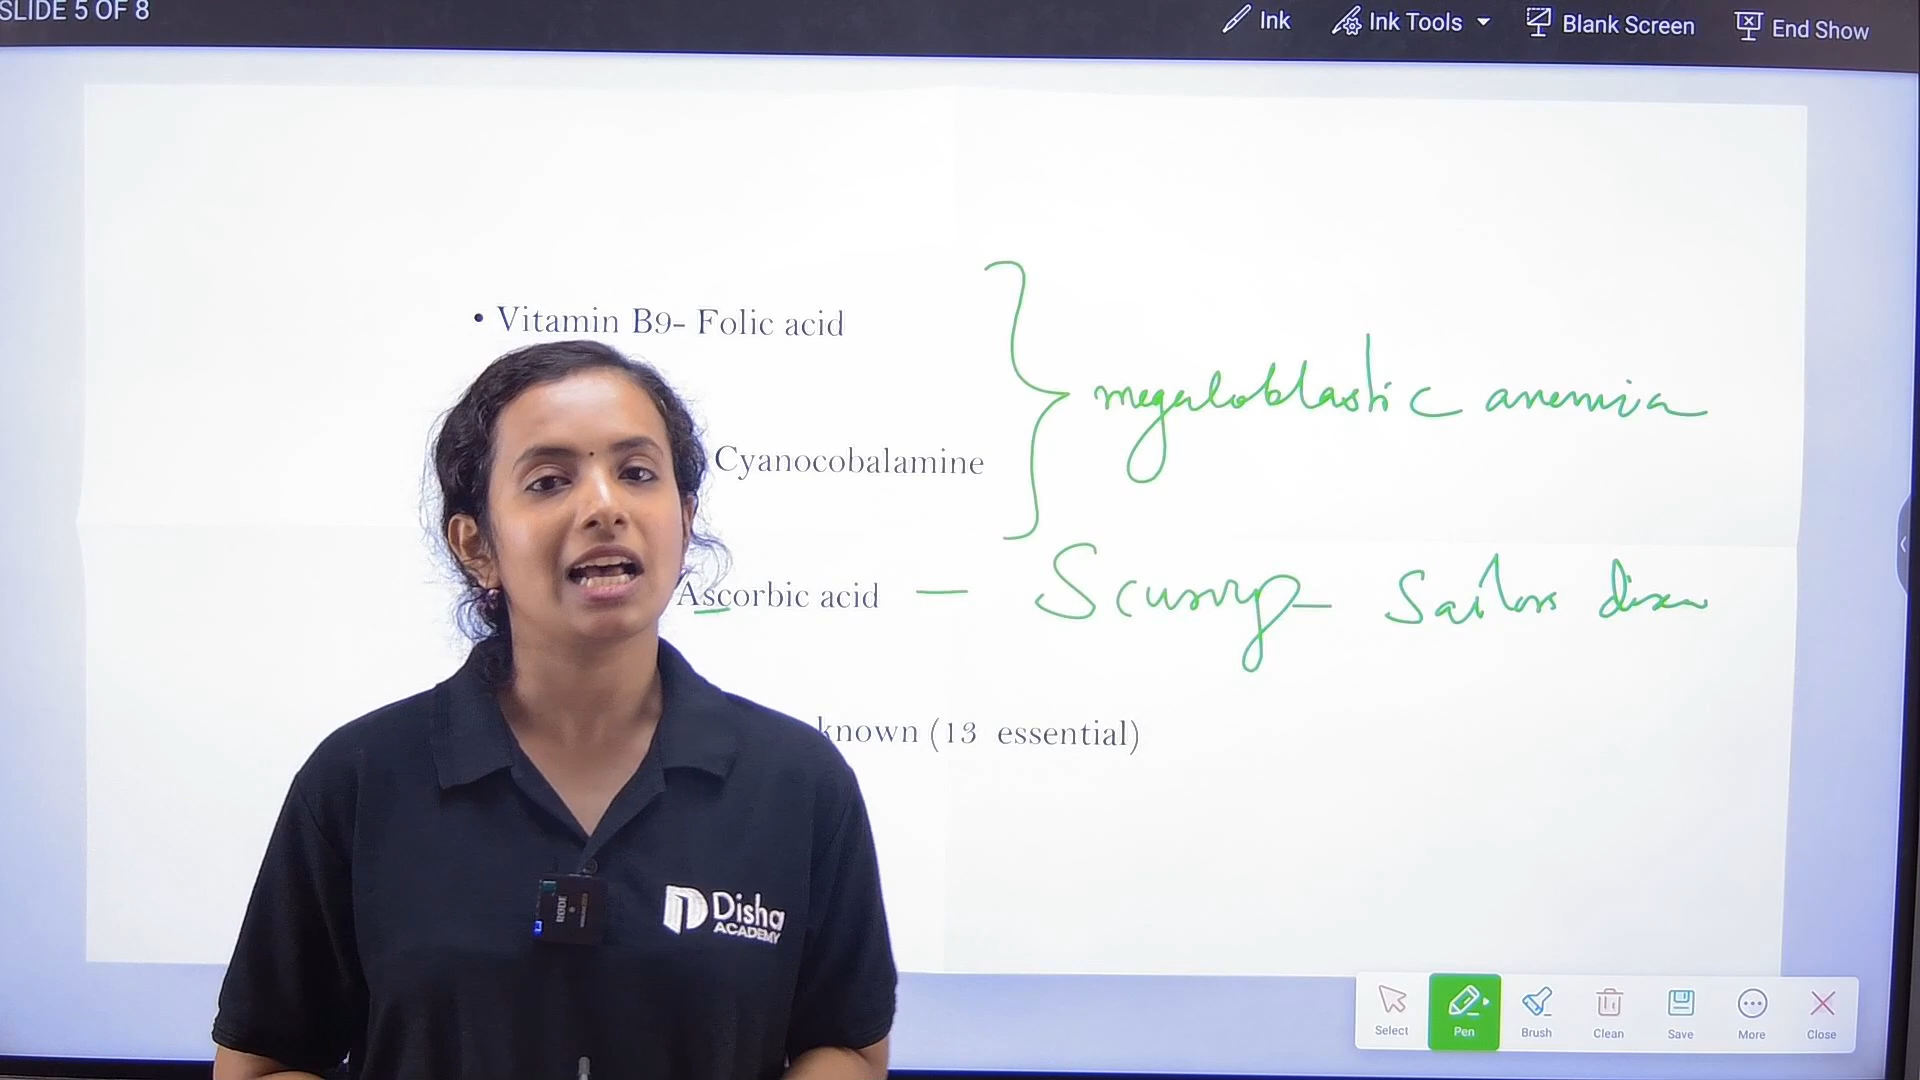 SLIDE 5 OF 8
Ink
Ink Tools
Blank Screen
End Show
• Vitamin B9- Folic acid
megaloblastic anemia
Cyanocobalamine
Ascorbic acid — Scurvy – Sailors
known (13 essential)
RØDE
Disha
ACADEMY
Select
Pen
Brush
Clean
Save
More
Close